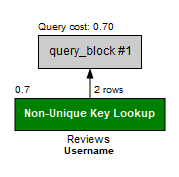 Query cost: 0.70
query_block #1
0.7
2 rows
Non-Unique Key Lookup
Reviews
Username